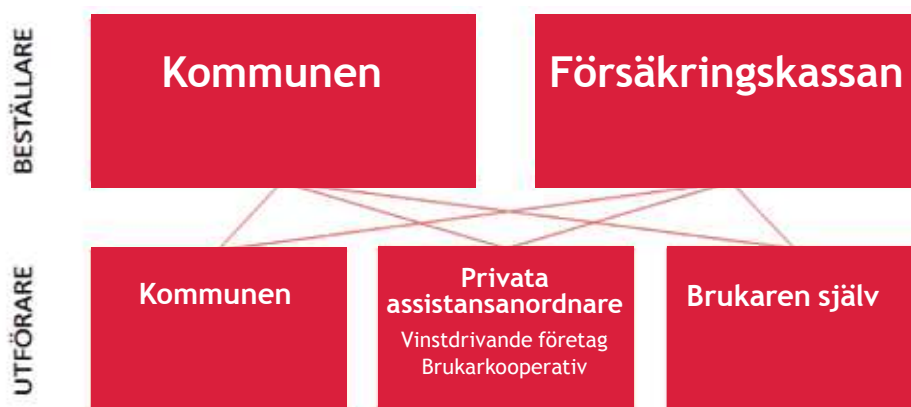 BESTÄLLARE
Kommunen
Försäkringskassan
UTFÖRARE
Kommunen
Privata
assistansanordnare
Vinstdrivande företag
Brukarkooperativ
Brukaren själv